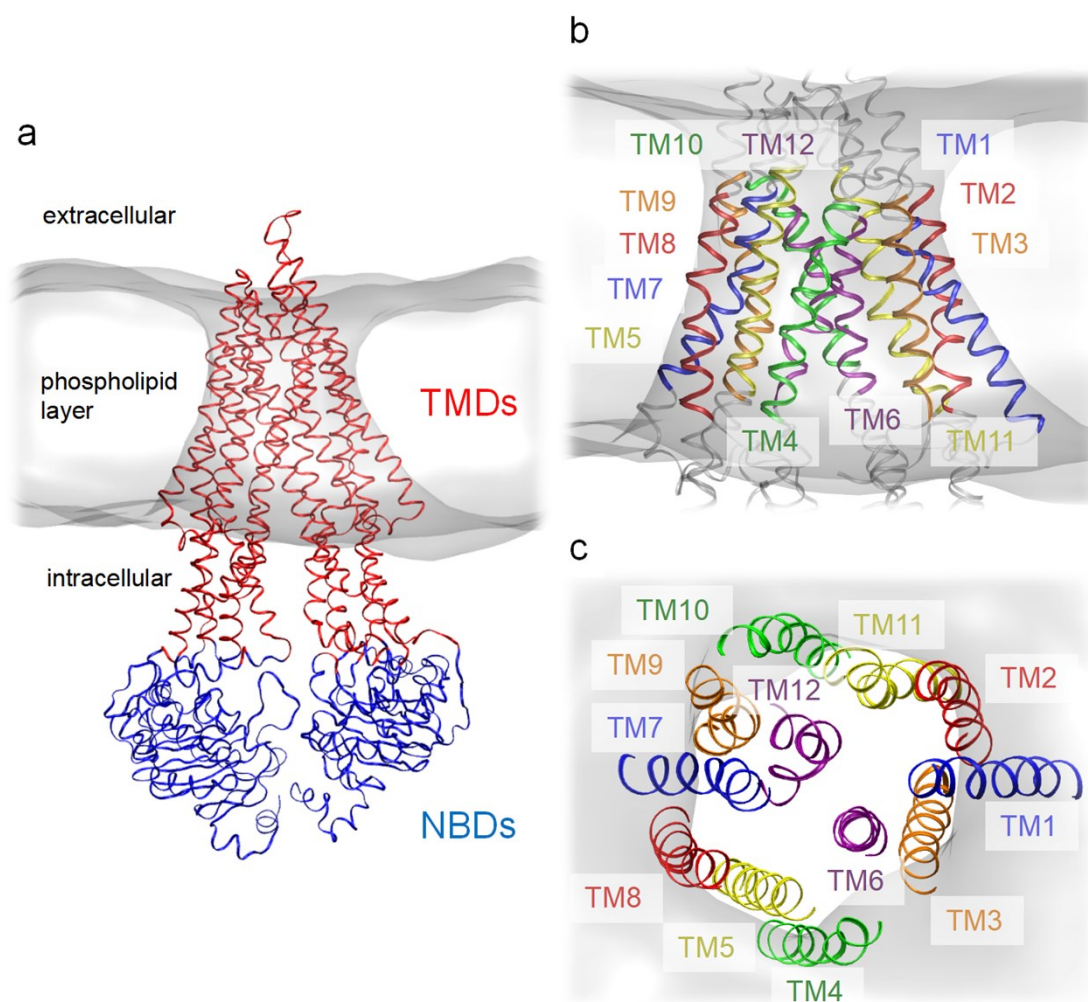 a
extracellular
phospholipid
layer
TMDs
intracellular
NBDs
b
TM10
TM12
TM1
TM9
TM2
TM8
TM3
TM7
TM5
TM6
TM4
TM11
c
TM10
TM11
TM9
TM12
TM2
TM7
TM1
TM6
TM8
TM3
TM5
TM4